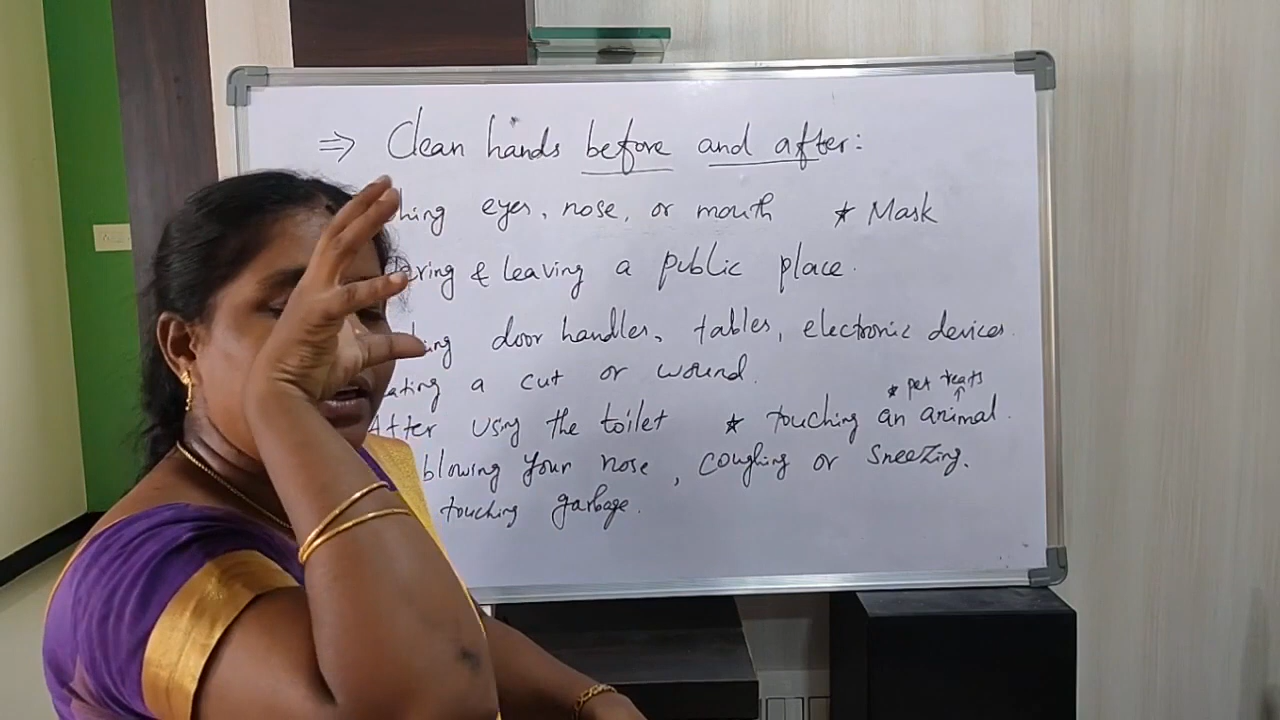 ⇒ Clean hands before and after:
eyes, nose, or mouth * Mask
& leaving a public place.
door handles, tables, electronic devices.
a cut or wound.
* pet treats
After using the toilet * touching an animal.
blowing your nose, coughing or sneezing.
touching garbage.